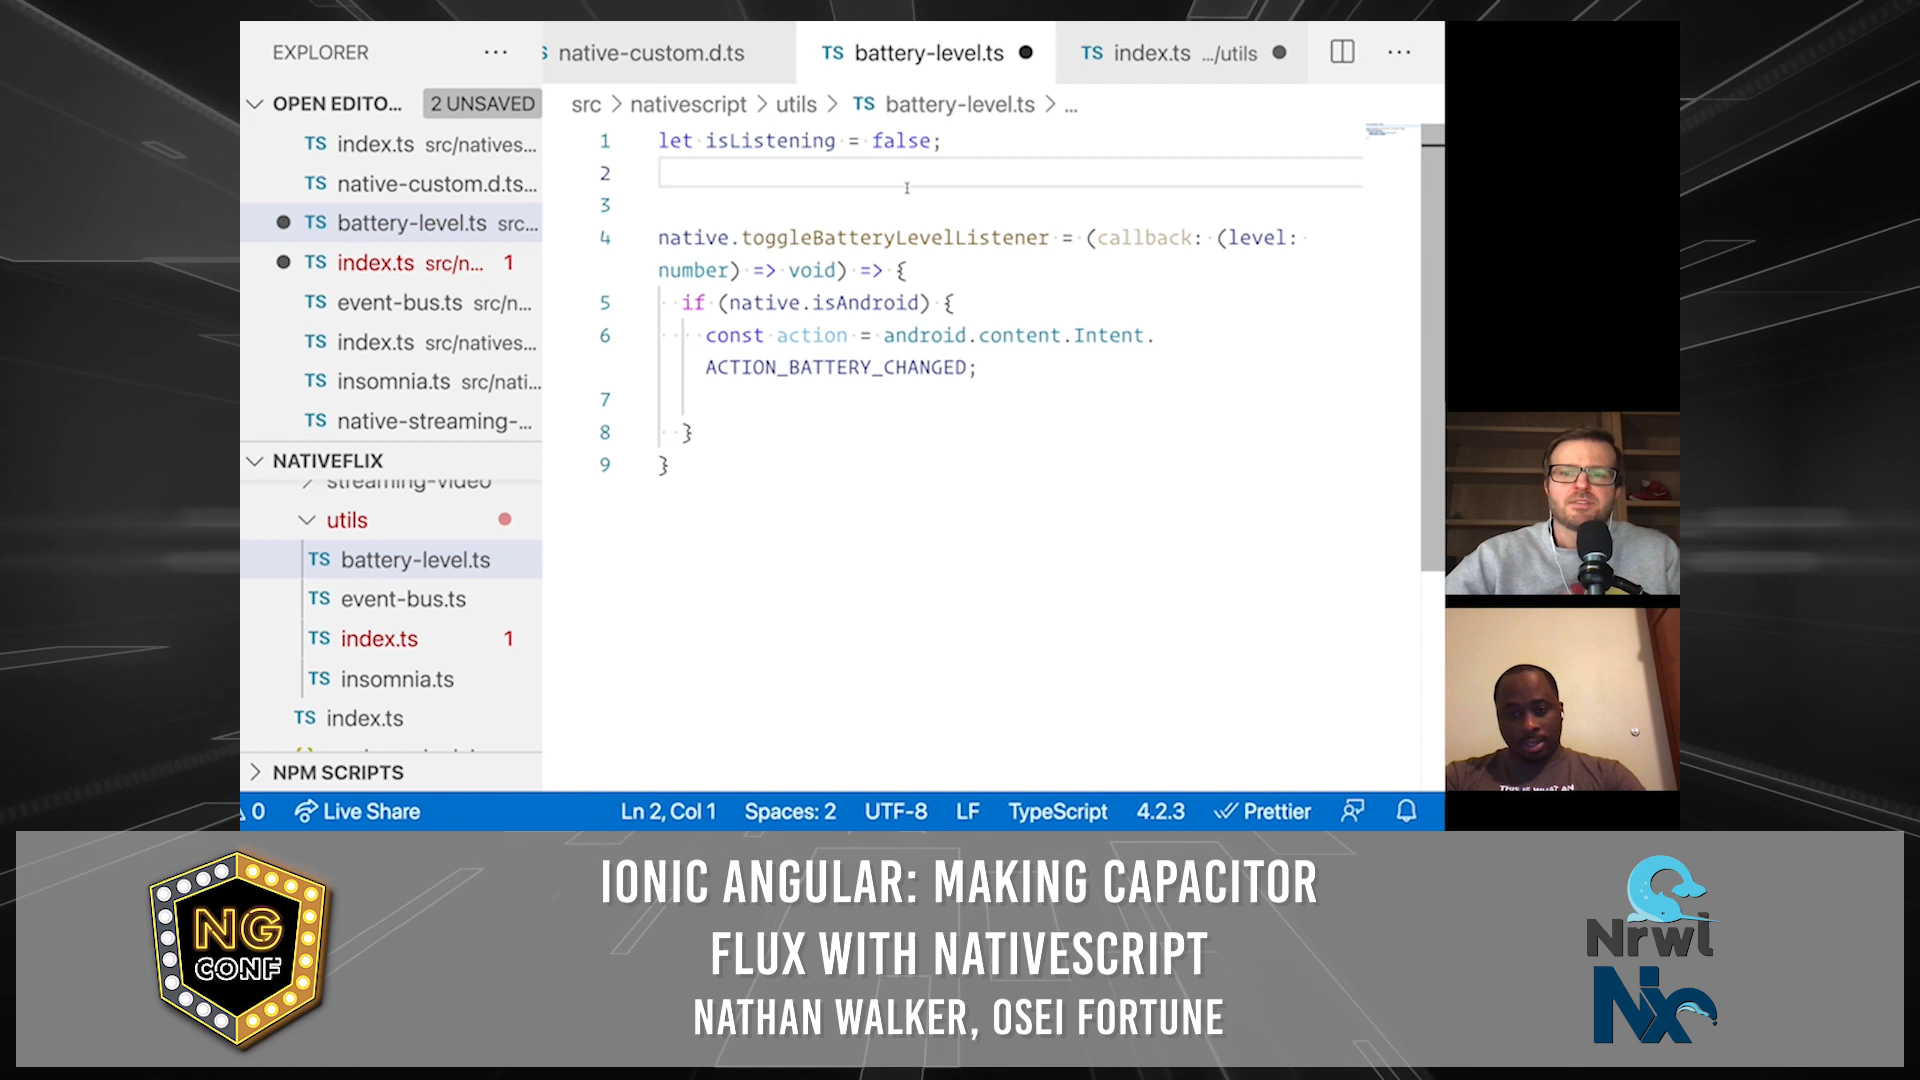 EXPLORER ...
native-custom.d.ts
TS battery-level.ts
TS index.ts .../utils
...
OPEN EDITO... 2 UNSAVED
src > nativescript > utils > TS battery-level.ts > ...
TS index.ts src/natives...
TS native-custom.d.ts...
TS battery-level.ts src...
TS index.ts src/n... 1
TS event-bus.ts src/n...
TS index.ts src/natives...
TS insomnia.ts src/nati...
TS native-streaming-...
NATIVEFLIX
streaming-video
utils
TS battery-level.ts
TS event-bus.ts
TS index.ts 1
TS insomnia.ts
TS index.ts
NPM SCRIPTS
1 let isListening = false;
2
3
4 native.toggleBatteryLevelListener = (callback: (level:
number) => void) => {
5 if (native.isAndroid) {
6 const action = android.content.Intent.
ACTION_BATTERY_CHANGED;
7
8 }
9 }
0 Live Share Ln 2, Col 1 Spaces: 2 UTF-8 LF TypeScript 4.2.3 Prettier
THIS IS WHAT AN
NG
CONF
IONIC ANGULAR: MAKING CAPACITOR
FLUX WITH NATIVESCRIPT
NATHAN WALKER, OSEI FORTUNE
Nrwl
Nx